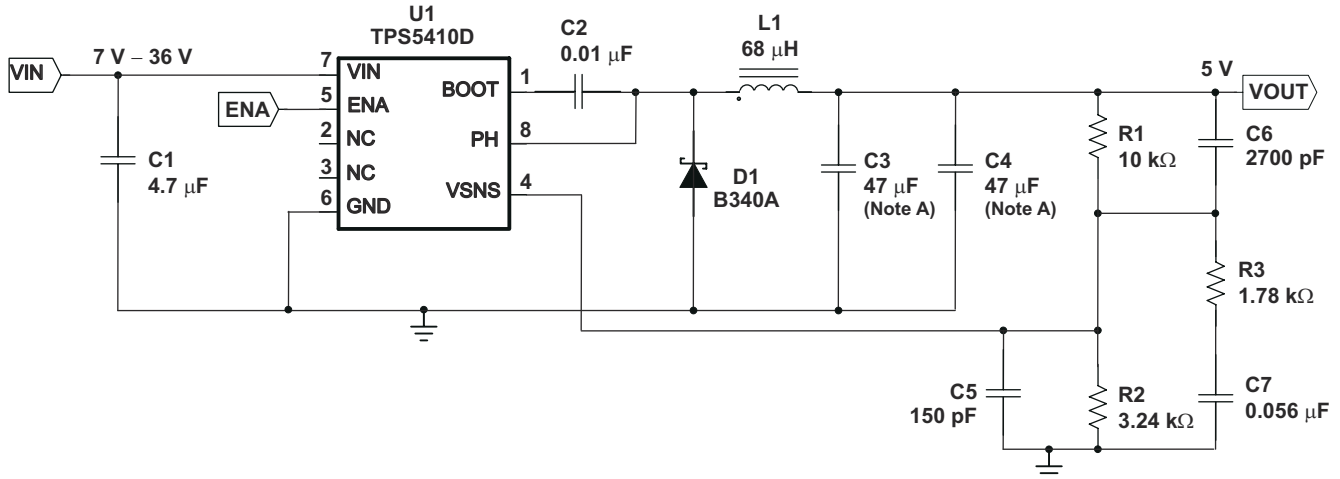 U1
TPS5410D
C2
0.01 μF
L1
68 μH
7 V – 36 V
5 V
VIN
VOUT
7
VIN
BOOT
1
ENA
5
ENA
2
NC
PH
8
3
NC
VSNS
4
6
GND
C1
4.7 μF
D1
B340A
C3
47 μF
(Note A)
C4
47 μF
(Note A)
R1
10 kΩ
C6
2700 pF
R3
1.78 kΩ
C5
150 pF
R2
3.24 kΩ
C7
0.056 μF